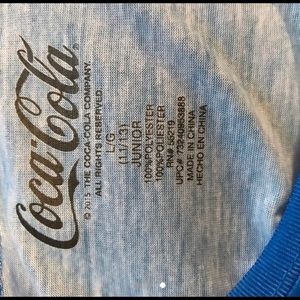 Coca-Cola®
© 2015 THE COCA-COLA COMPANY.
ALL RIGHTS RESERVED.
L/G
(11/13)
JUNIOR
100%POLYESTER
100%POLIESTER
MADE IN CHINA
HECHO EN CHINA